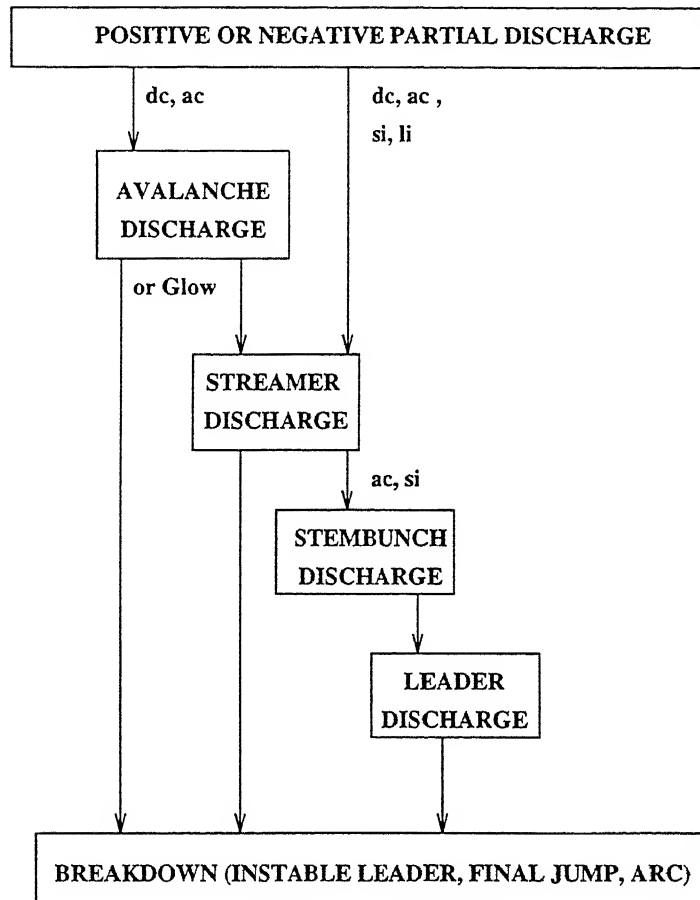 POSITIVE OR NEGATIVE PARTIAL DISCHARGE
dc, ac
dc, ac ,
si, li
AVALANCHE
DISCHARGE
or Glow
STREAMER
DISCHARGE
ac, si
STEMBUNCH
DISCHARGE
LEADER
DISCHARGE
BREAKDOWN (INSTABLE LEADER, FINAL JUMP, ARC)